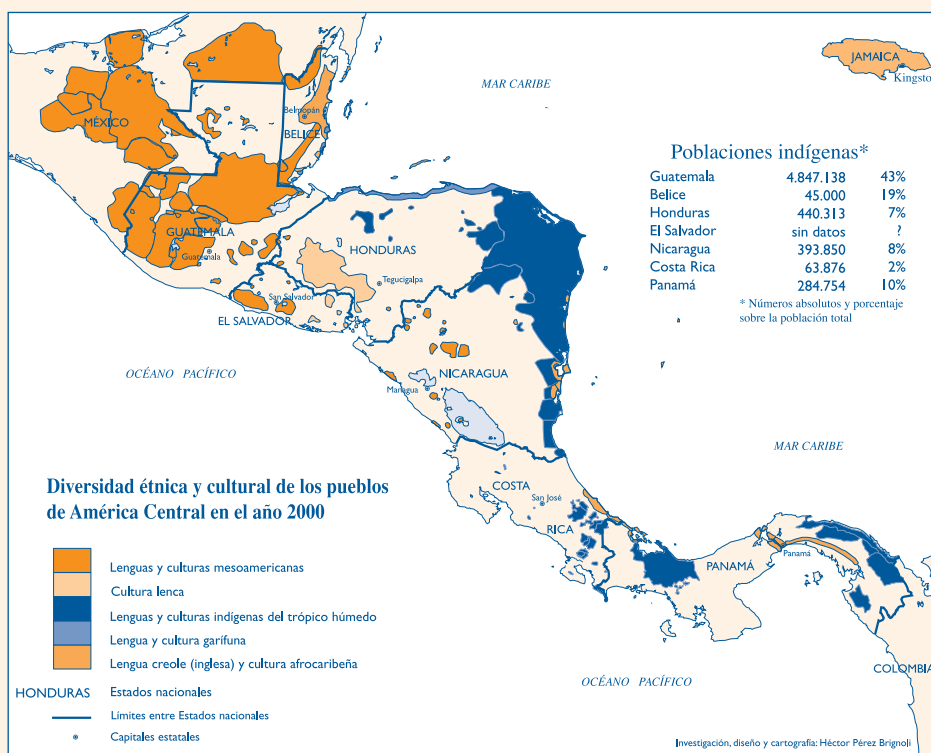 JAMAICA
Kingsto
MAR CARIBE
MÉXICO
Belmopán
BELICE
Poblaciones indígenas*
Guatemala 4.847.138 43%
Belice 45.000 19%
Honduras 440.313 7%
El Salvador sin datos ?
Nicaragua 393.850 8%
Costa Rica 63.876 2%
Panamá 284.754 10%
* Números absolutos y porcentaje
sobre la población total
GUATEMALA
Guatemala
HONDURAS
Tegucigalpa
San Salvador
EL SALVADOR
OCÉANO PACÍFICO
NICARAGUA
Managua
MAR CARIBE
COSTA
RICA
San José
PANAMÁ
Panamá
COLOMBIA
OCÉANO PACÍFICO
Diversidad étnica y cultural de los pueblos
de América Central en el año 2000
Lenguas y culturas mesoamericanas
Cultura lenca
Lenguas y culturas indígenas del trópico húmedo
Lengua y cultura garífuna
Lengua creole (inglesa) y cultura afrocaribeña
HONDURAS Estados nacionales
Límites entre Estados nacionales
Capitales estatales
Investigación, diseño y cartografía: Héctor Pérez Brignoli